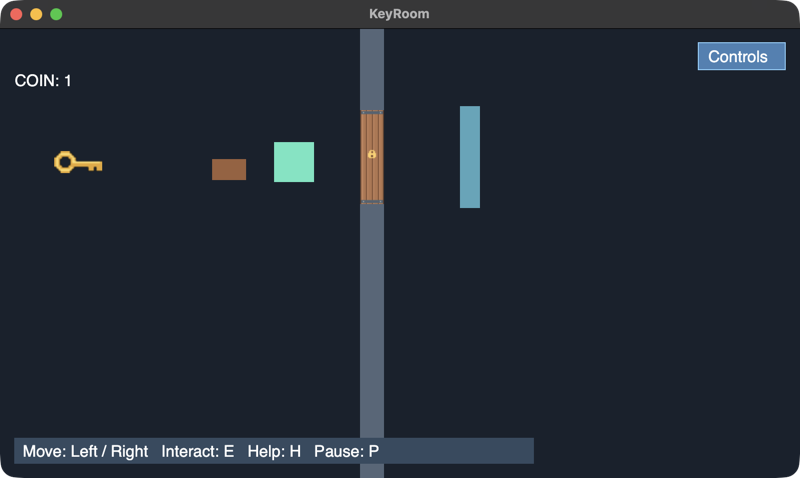 KeyRoom
Controls
COIN: 1
Move: Left / Right Interact: E Help: H Pause: P